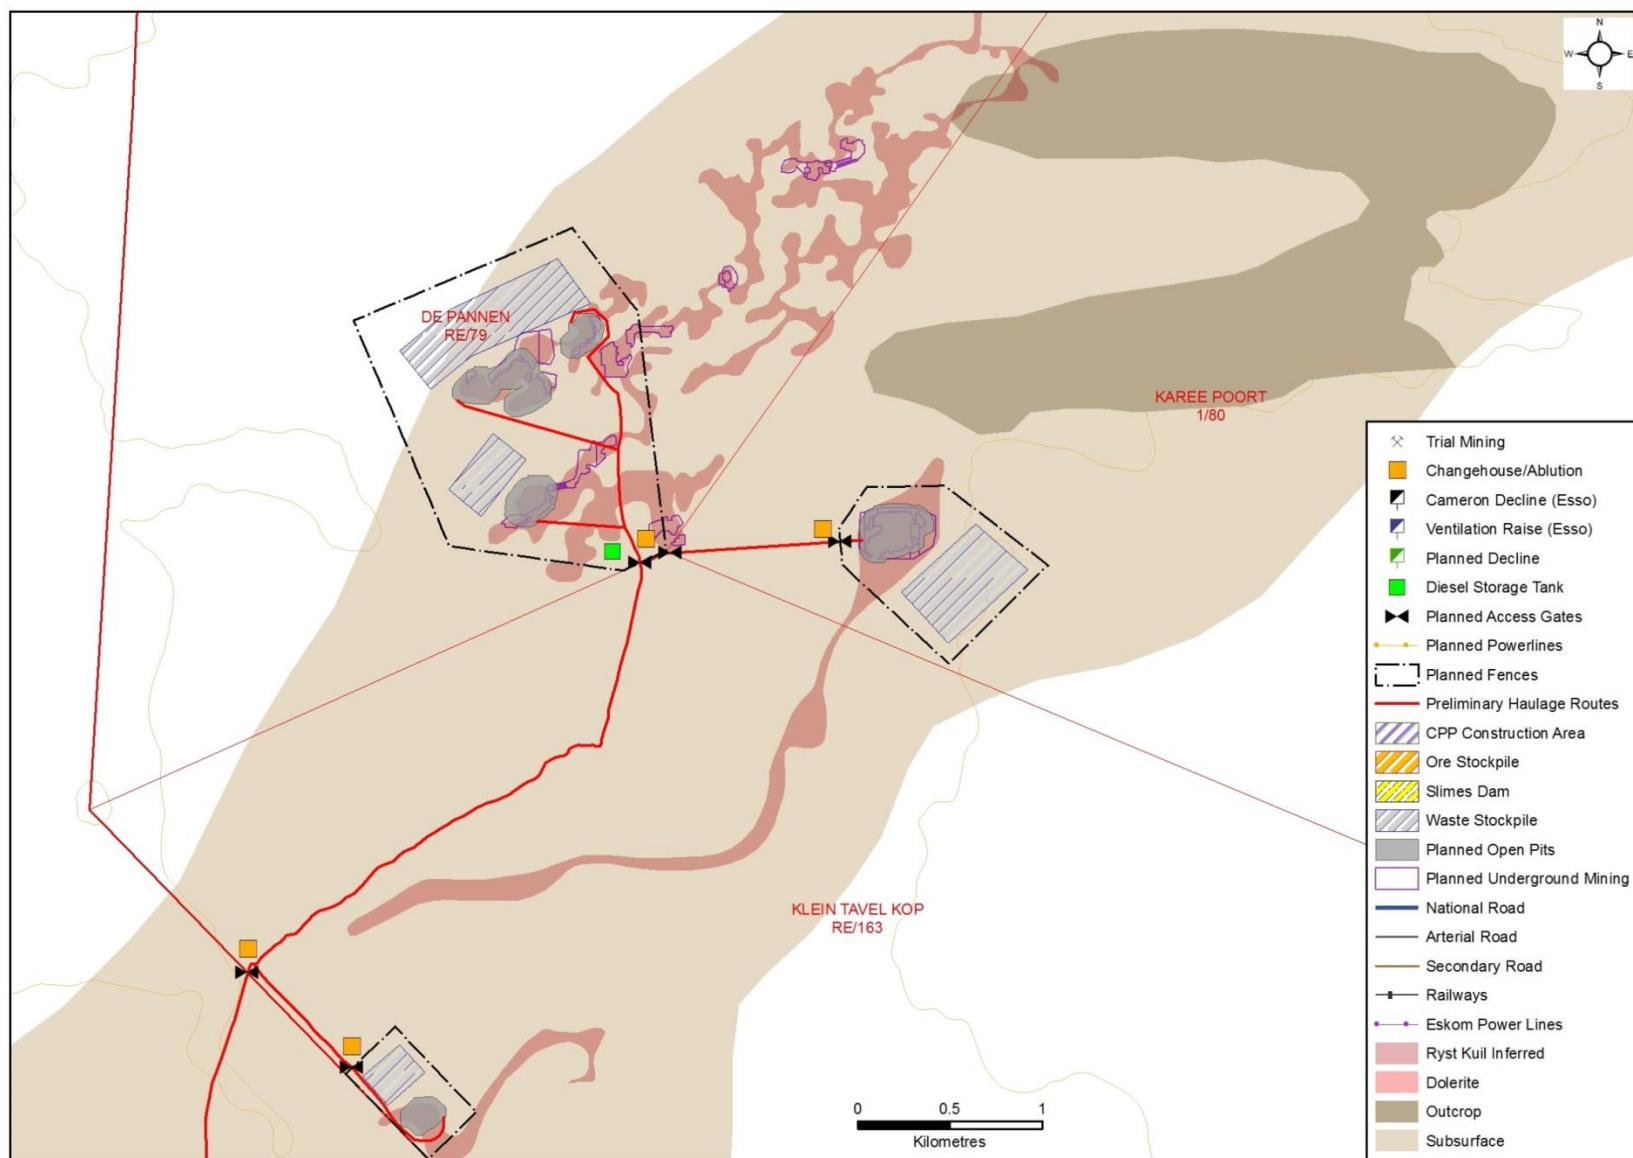 N
W E
S
DE PANNEN
RE/79
KAREE POORT
1/80
KLEIN TAVEL KOP
RE/163
Trial Mining
Changehouse/Ablution
Cameron Decline (Esso)
Ventilation Raise (Esso)
Planned Decline
Diesel Storage Tank
Planned Access Gates
Planned Powerlines
Planned Fences
Preliminary Haulage Routes
CPP Construction Area
Ore Stockpile
Slimes Dam
Waste Stockpile
Planned Open Pits
Planned Underground Mining
National Road
Arterial Road
Secondary Road
Railways
Eskom Power Lines
Ryst Kuil Inferred
Dolerite
Outcrop
Subsurface
0 0.5 1
Kilometres